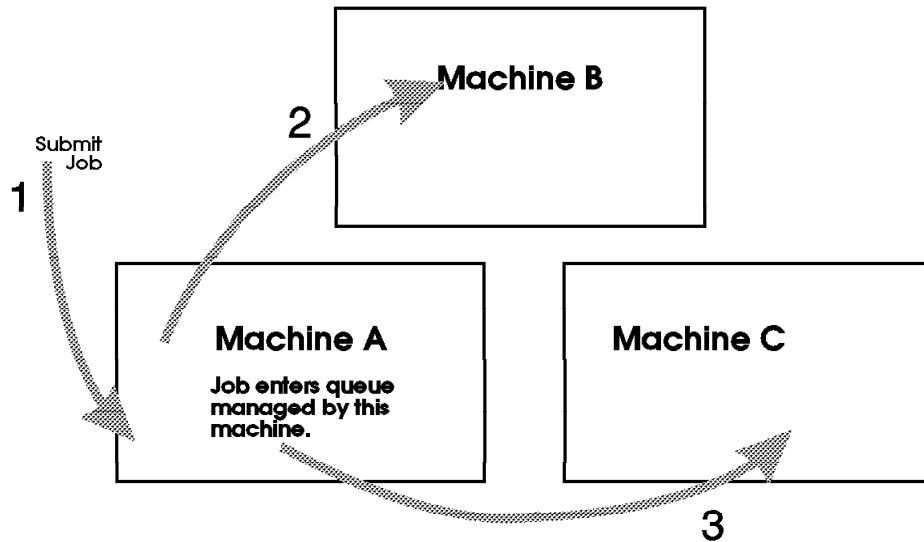 Machine B
2
Submit
Job
1
Machine A
Machine C
Job enters queue
managed by this
machine.
3